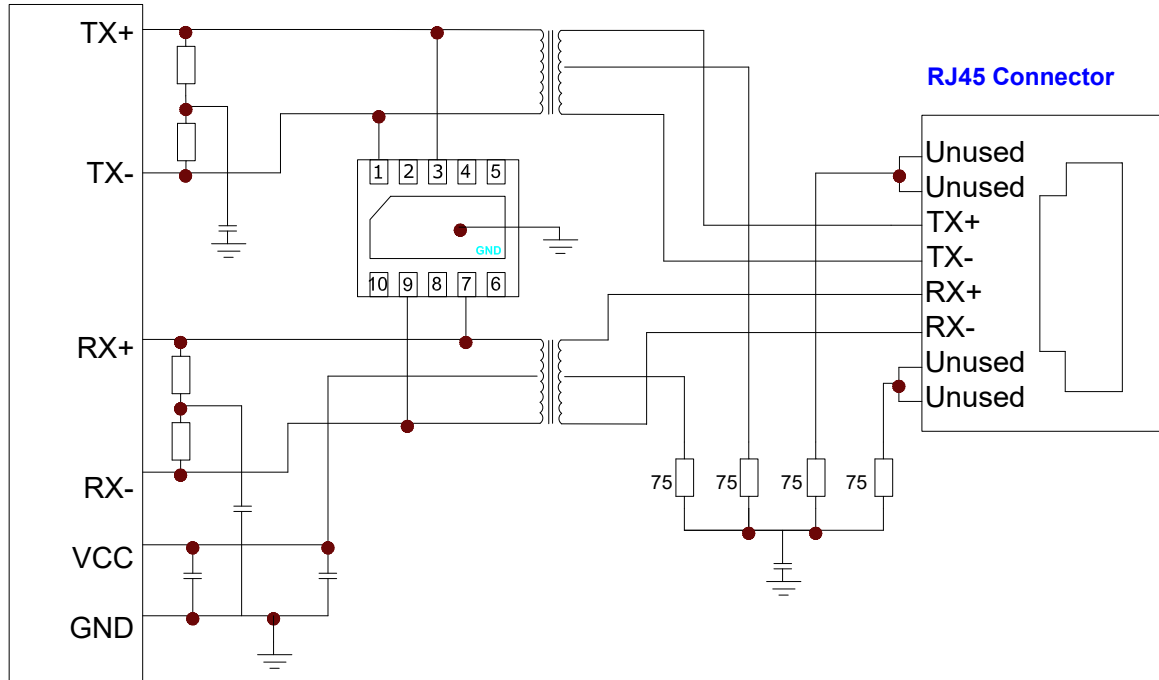 TX+
TX-
RX+
RX-
VCC
GND
1 2 3 4 5
GND
10 9 8 7 6
75 75 75 75
RJ45 Connector
Unused
Unused
TX+
TX-
RX+
RX-
Unused
Unused